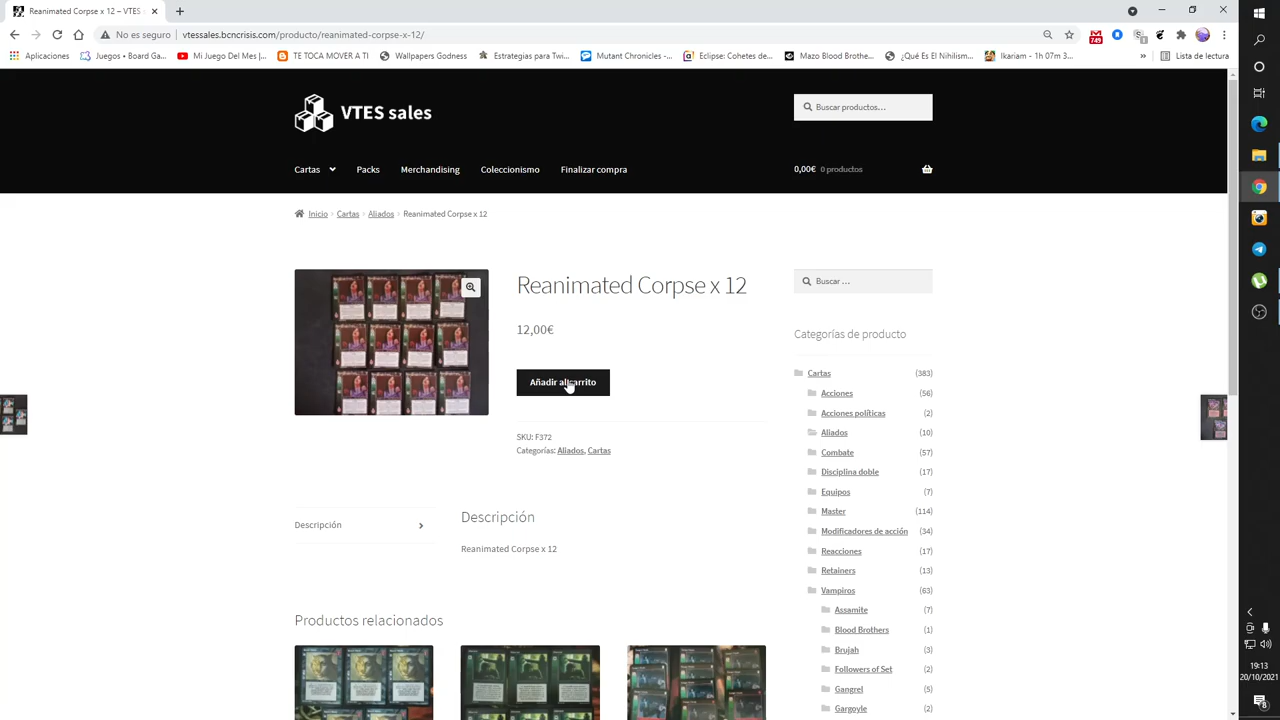 Reanimated Corpse x 12 – VTES
No es seguro
vtessales.bcncrisis.com/producto/reanimated-corpse-x-12/
749
1
Aplicaciones
Juegos • Board Ga...
Mi Juego Del Mes |...
TE TOCA MOVER A TI
Wallpapers Godness
Estrategias para Twi...
Mutant Chronicles -...
Eclipse: Cohetes de...
Mazo Blood Brothe...
¿Qué Es El Nihilism...
Ikariam - 1h 07m 3...
»
Lista de lectura
VTES sales
Buscar productos...
Cartas
Packs
Merchandising
Coleccionismo
Finalizar compra
0,00€ 0 productos
Inicio › Cartas › Aliados › Reanimated Corpse x 12
Reanimated Corpse x 12
12,00€
Añadir al carrito
SKU: F372
Categorías: Aliados, Cartas
Descripción
Descripción
Reanimated Corpse x 12
Productos relacionados
Buscar ...
Categorías de producto
Cartas (383)
Acciones (56)
Acciones políticas (2)
Aliados (10)
Combate (57)
Disciplina doble (17)
Equipos (7)
Master (114)
Modificadores de acción (34)
Reacciones (17)
Retainers (13)
Vampiros (63)
Assamite (7)
Blood Brothers (1)
Brujah (3)
Followers of Set (2)
Gangrel (5)
Gargoyle (2)
19:13
20/10/2021